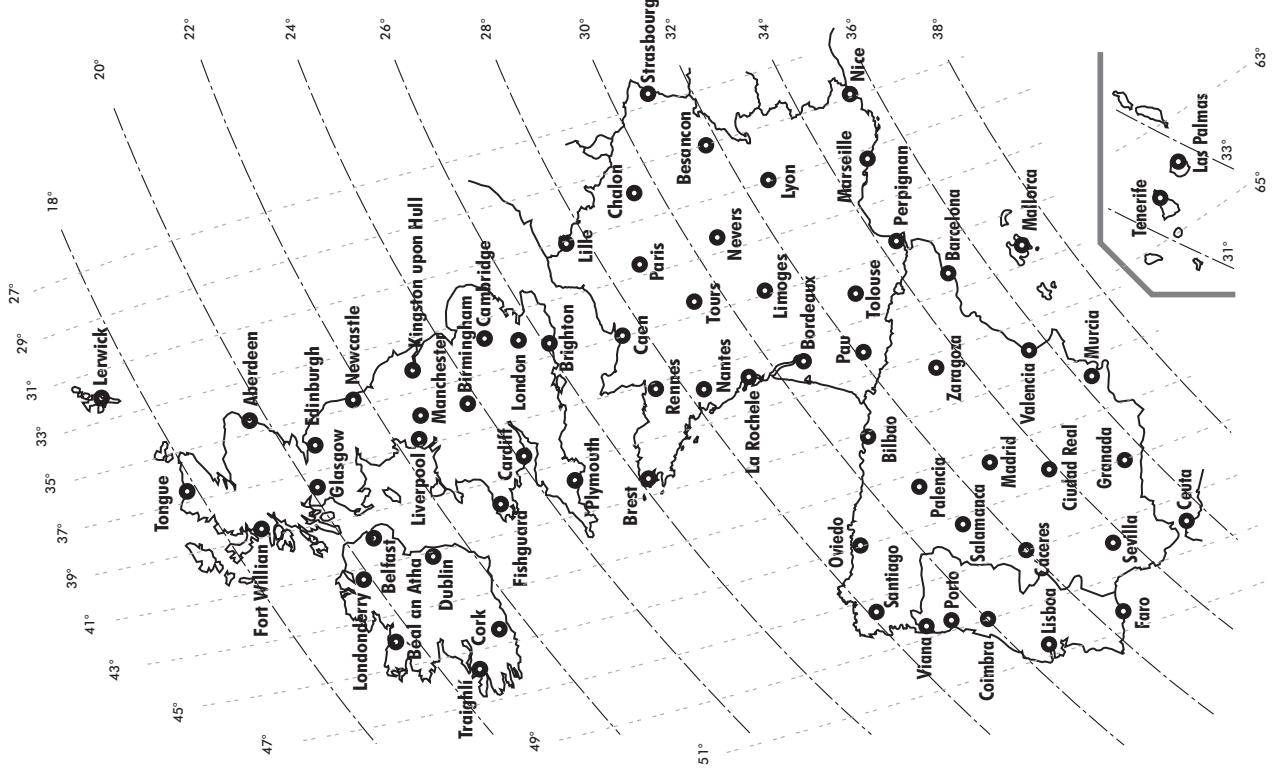 18°
20°
22°
24°
26°
28°
30°
32°
34°
36°
38°
27°
29°
31°
33°
35°
37°
39°
41°
43°
45°
47°
49°
51°
63°
65°
33°
31°
Lerwick
Tongue
Aberdeen
Fort Willian
Edinburgh
Glasgow
Newcastle
Londonderry
Belfast
Béal an Atha
Dublin
Cork
Traighlí
Kingston upon Hull
Manchester
Liverpool
Birmingham
Cambridge
London
Cardiff
Fishguard
Brighton
Plymouth
Lille
Strasbourg
Chalon
Paris
Caen
Besancon
Rennes
Brest
Tours
Nevers
Nantes
La Rochele
Limoges
Lyon
Bordeaux
Nice
Marseille
Perpignan
Tolouse
Pau
Bilbao
Oviedo
Santiago
Zaragoza
Barcelona
Mallorca
Palencia
Salamanca
Madrid
Viana
Porto
Coimbra
Valencia
Ciudad Real
Cáceres
Lisboa
Murcia
Granada
Sevilla
Faro
Ceuta
Tenerife
Las Palmas